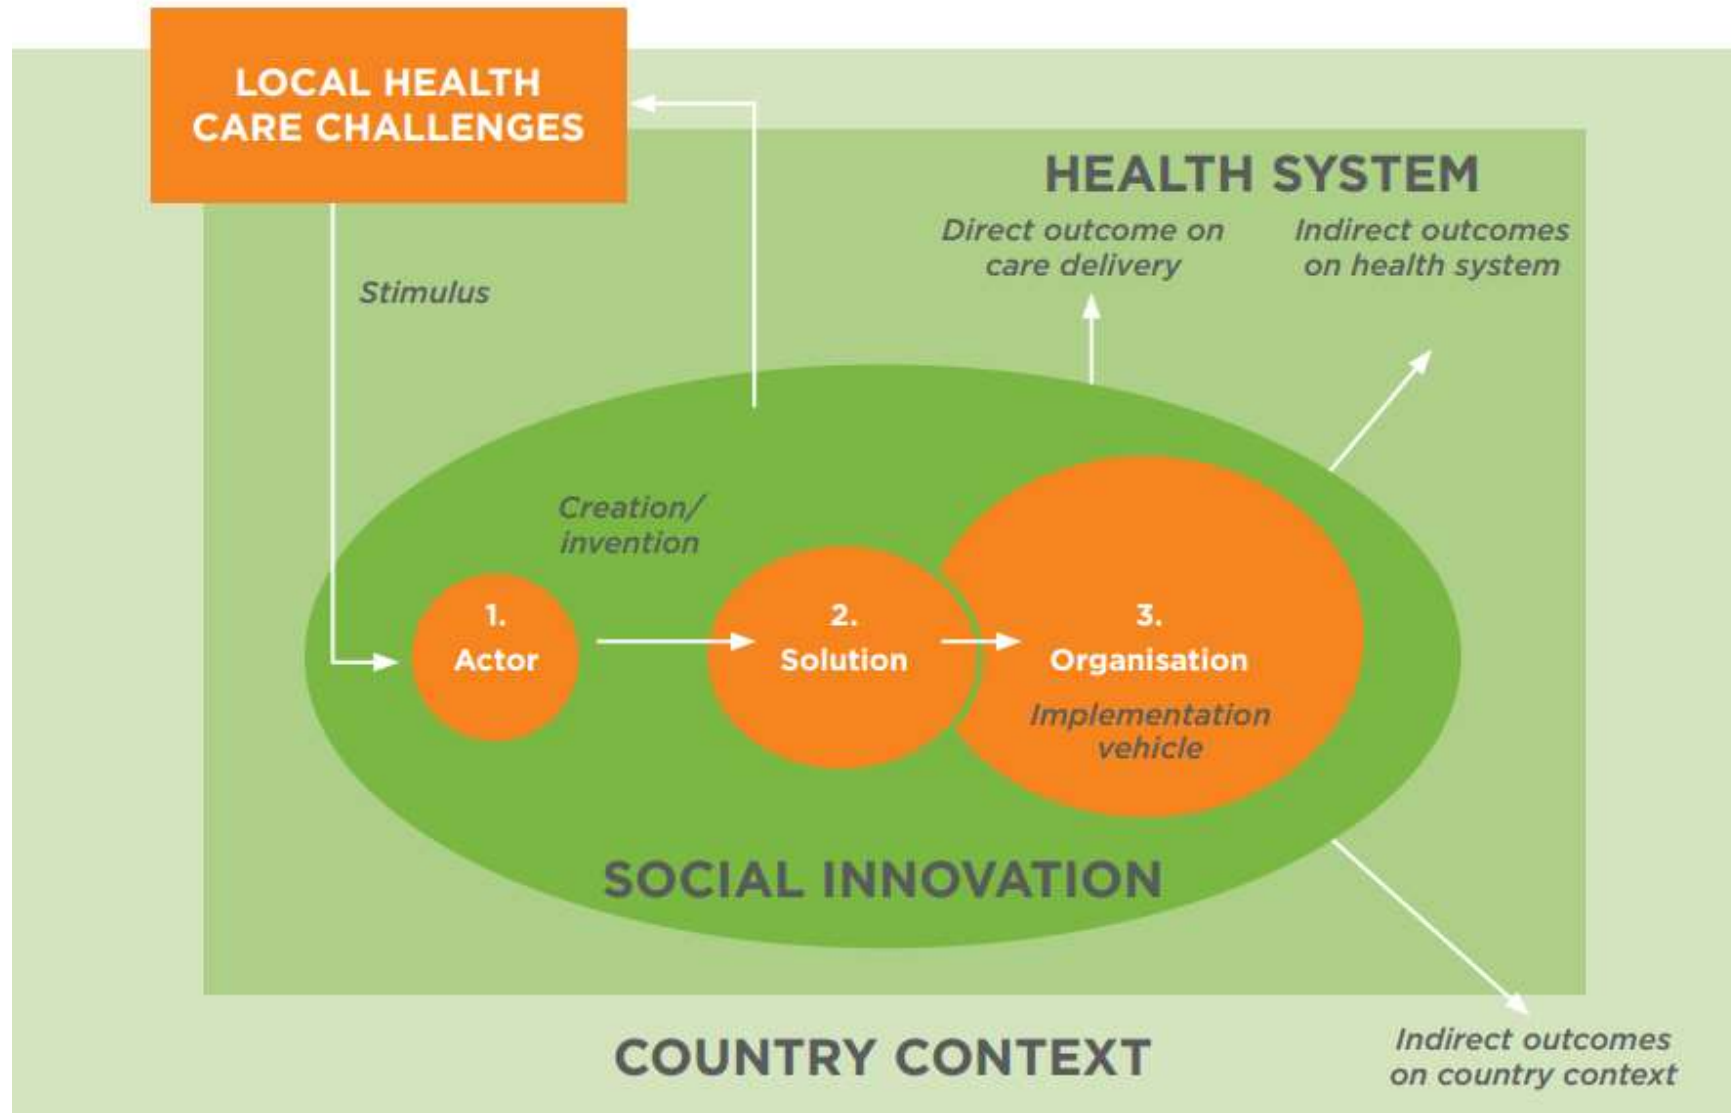 LOCAL HEALTH
CARE CHALLENGES
HEALTH SYSTEM
Direct outcome on
care delivery
Indirect outcomes
on health system
Stimulus
Creation/
invention
1.
Actor
2.
Solution
3.
Organisation
Implementation
vehicle
SOCIAL INNOVATION
COUNTRY CONTEXT
Indirect outcomes
on country context